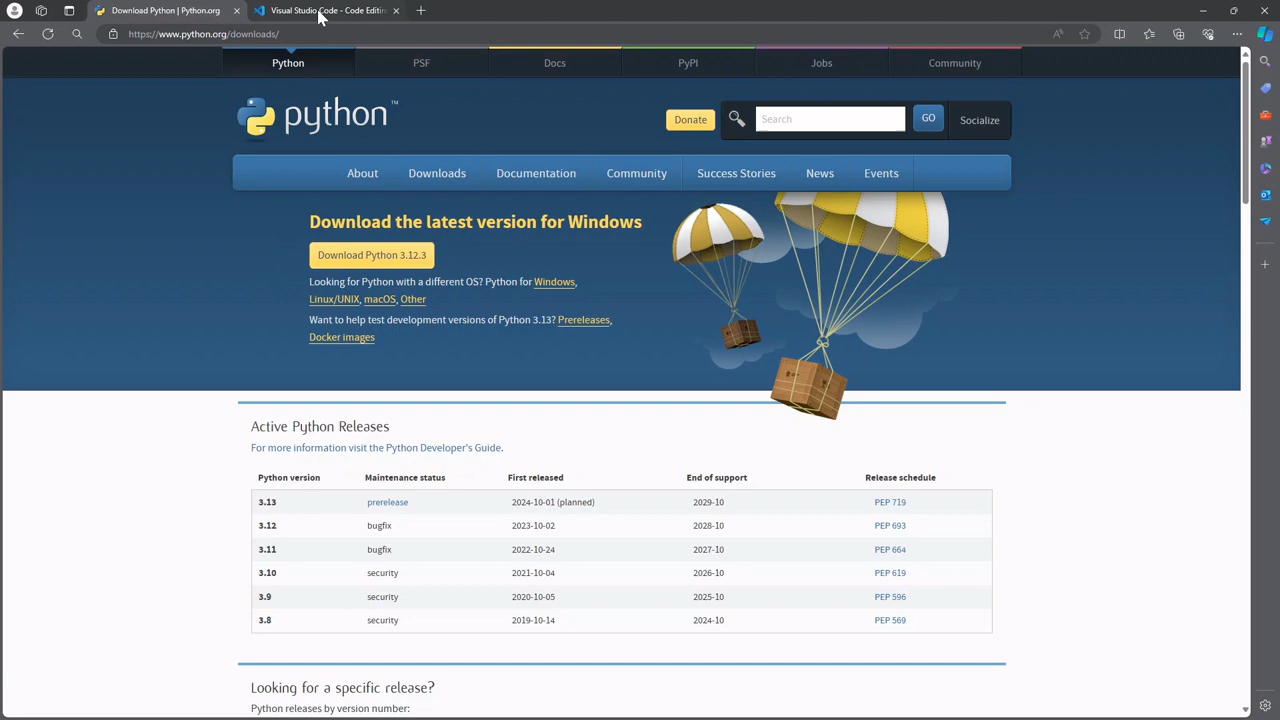 Download Python | Python.org
Visual Studio Code - Code Editin
https://www.python.org/downloads/
Python
PSF
Docs
PyPI
Jobs
Community
python™
Donate
Search
GO
Socialize
About
Downloads
Documentation
Community
Success Stories
News
Events
Download the latest version for Windows
Download Python 3.12.3
Looking for Python with a different OS? Python for Windows,
Linux/UNIX, macOS, Other
Want to help test development versions of Python 3.13? Prereleases,
Docker images
Active Python Releases
For more information visit the Python Developer's Guide.
Python version Maintenance status First released End of support Release schedule
3.13 prerelease 2024-10-01 (planned) 2029-10 PEP 719
3.12 bugfix 2023-10-02 2028-10 PEP 693
3.11 bugfix 2022-10-24 2027-10 PEP 664
3.10 security 2021-10-04 2026-10 PEP 619
3.9 security 2020-10-05 2025-10 PEP 596
3.8 security 2019-10-14 2024-10 PEP 569
Looking for a specific release?
Python releases by version number: